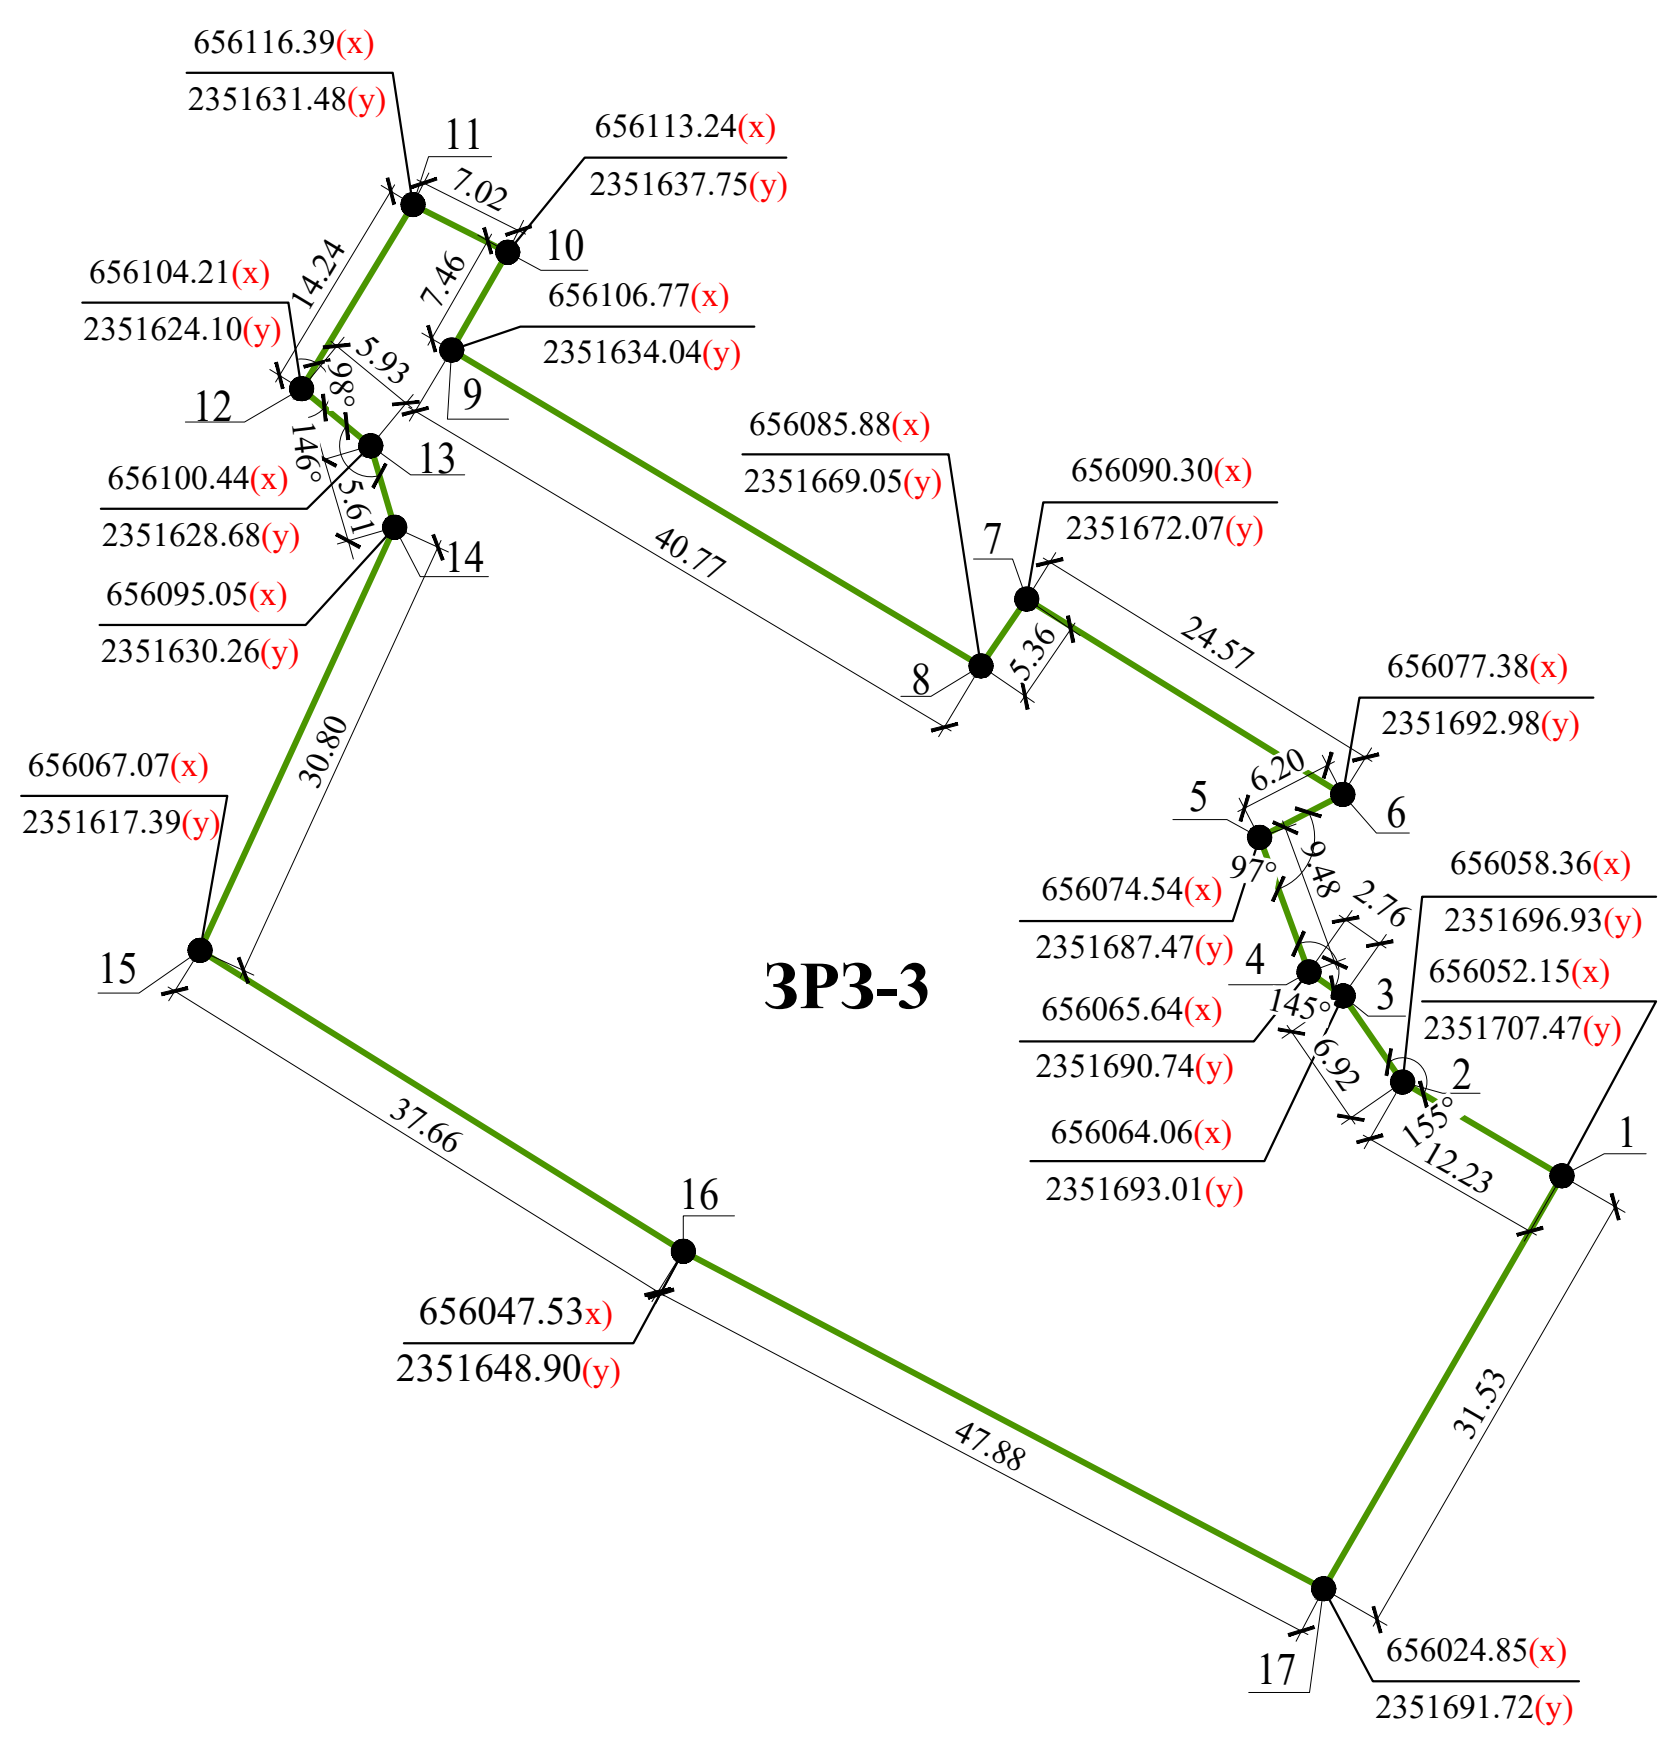 656116.39(x)
2351631.48(y)
11
7.02
656113.24(x)
2351637.75(y)
10
14.24
7.46
656104.21(x)
2351624.10(y)
656106.77(x)
2351634.04(y)
5.93
98°
9
12
146°
13
656100.44(x)
2351628.68(y)
5.61
14
656095.05(x)
2351630.26(y)
40.77
656085.88(x)
2351669.05(y)
7
656090.30(x)
2351672.07(y)
8
5.36
24.57
656077.38(x)
2351692.98(y)
30.80
656067.07(x)
2351617.39(y)
6.20
5
6
97°
9.48
656058.36(x)
2351696.93(y)
2.76
656074.54(x)
2351687.47(y)
4
656052.15(x)
2351707.47(y)
15
ЗРЗ-3
3
145°
656065.64(x)
2351690.74(y)
6.92
2
155°
656064.06(x)
2351693.01(y)
12.23
1
37.66
16
656047.53x)
2351648.90(y)
31.53
47.88
17
656024.85(x)
2351691.72(y)